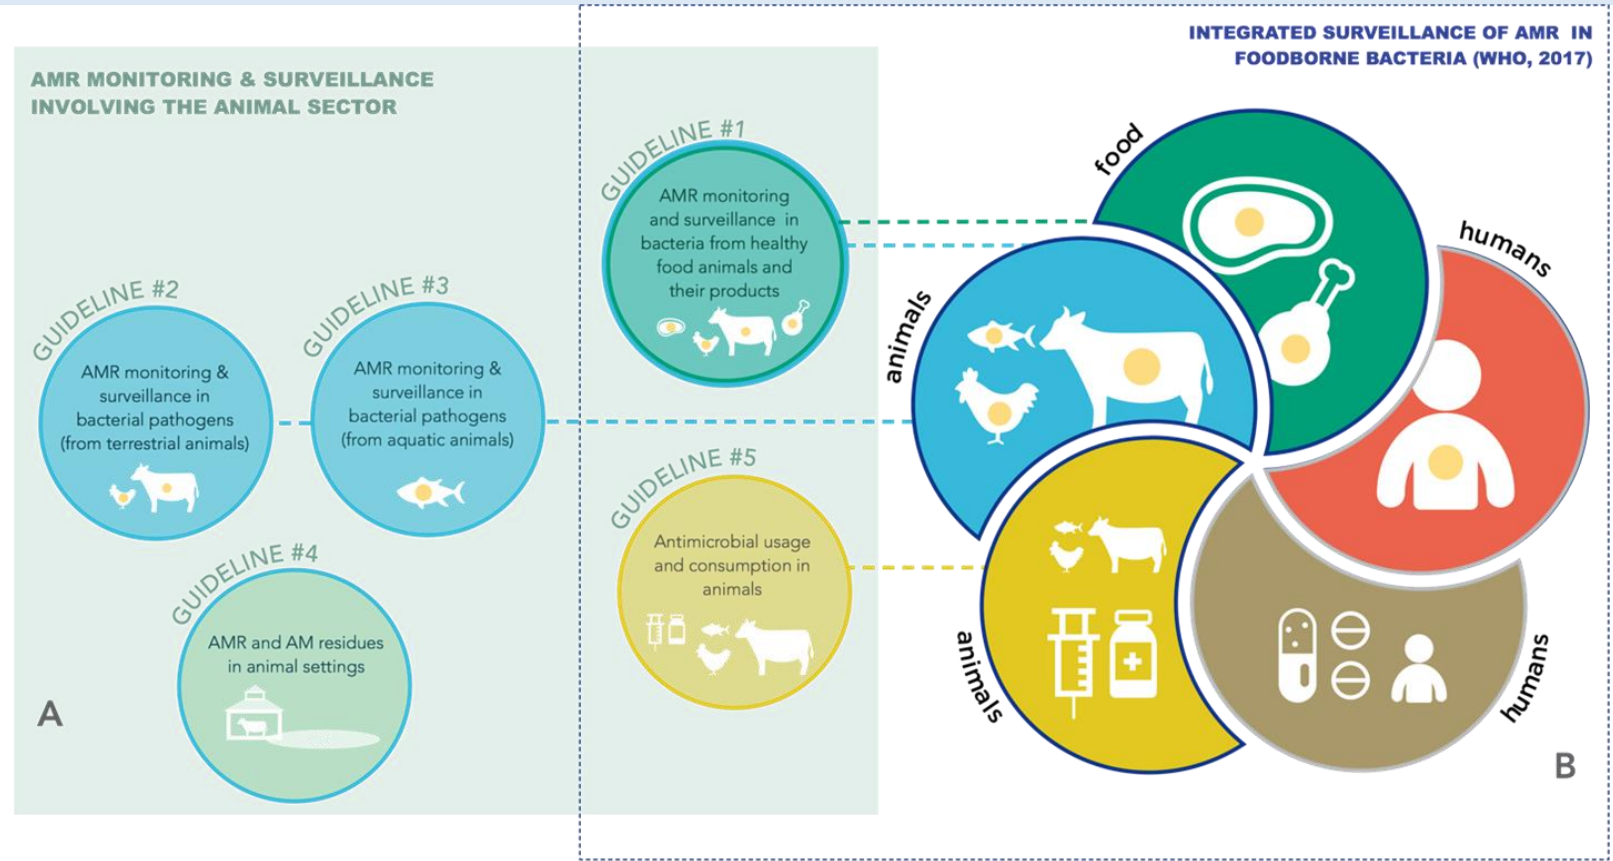 AMR MONITORING & SURVEILLANCE
INVOLVING THE ANIMAL SECTOR
INTEGRATED SURVEILLANCE OF AMR IN
FOODBORNE BACTERIA (WHO, 2017)
GUIDELINE #1
AMR monitoring
and surveillance in
bacteria from healthy
food animals and
their products
GUIDELINE #2
AMR monitoring &
surveillance in
bacterial pathogens
(from terrestrial animals)
GUIDELINE #3
AMR monitoring &
surveillance in
bacterial pathogens
(from aquatic animals)
GUIDELINE #4
AMR and AM residues
in animal settings
GUIDELINE #5
Antimicrobial usage
and consumption in
animals
A
food
humans
animals
animals
humans
B